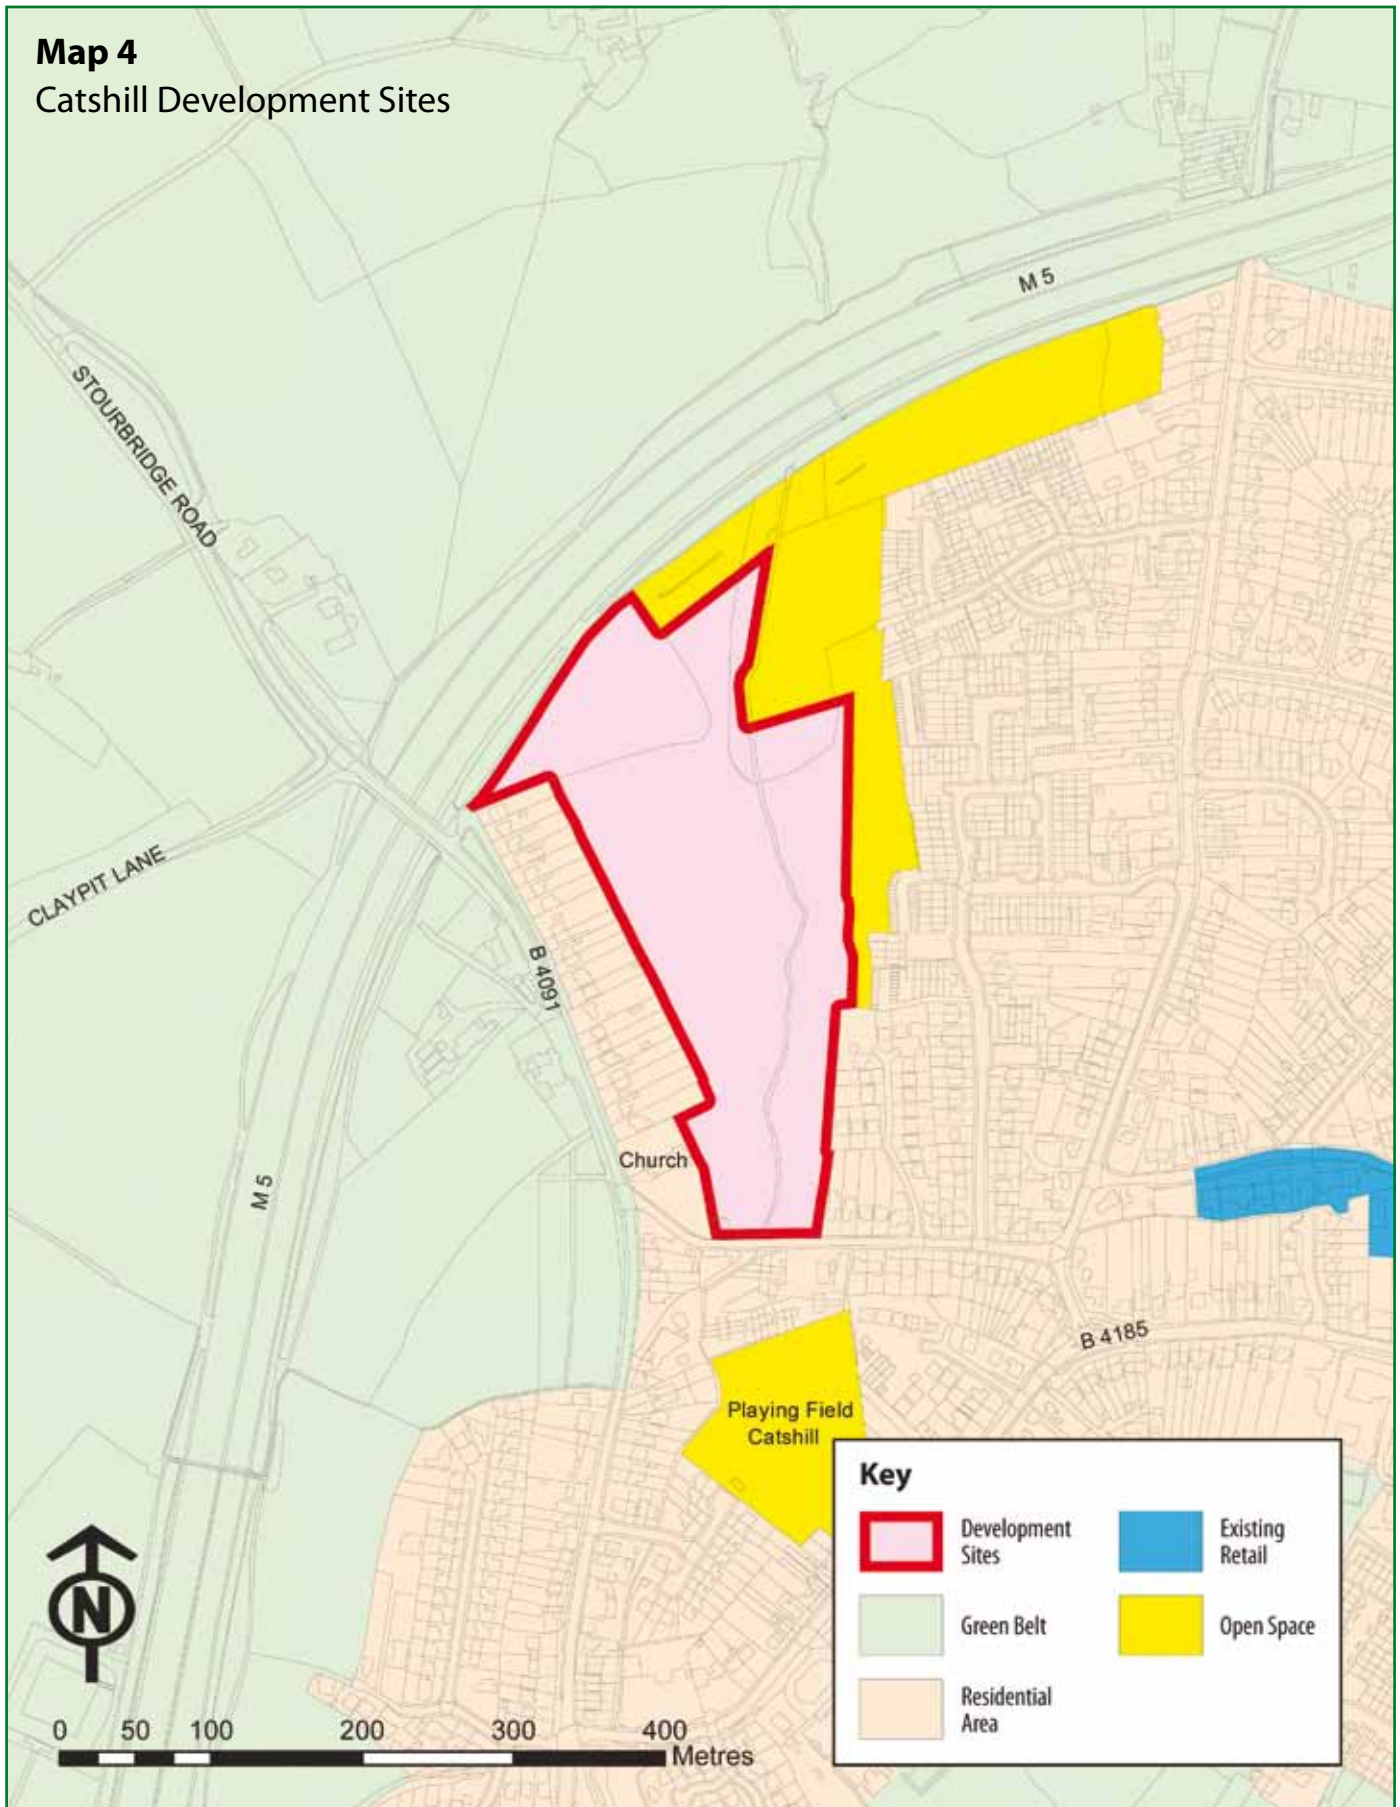 Map 4
Catshill Development Sites
M 5
STOURBRIDGE ROAD
CLAYPIT LANE
B 4091
Church
M 5
B 4185
Playing Field
Catshill
Key
Development
Sites
Existing
Retail
Green Belt
Open Space
Residential
Area
N
0 50 100 200 300 400
Metres